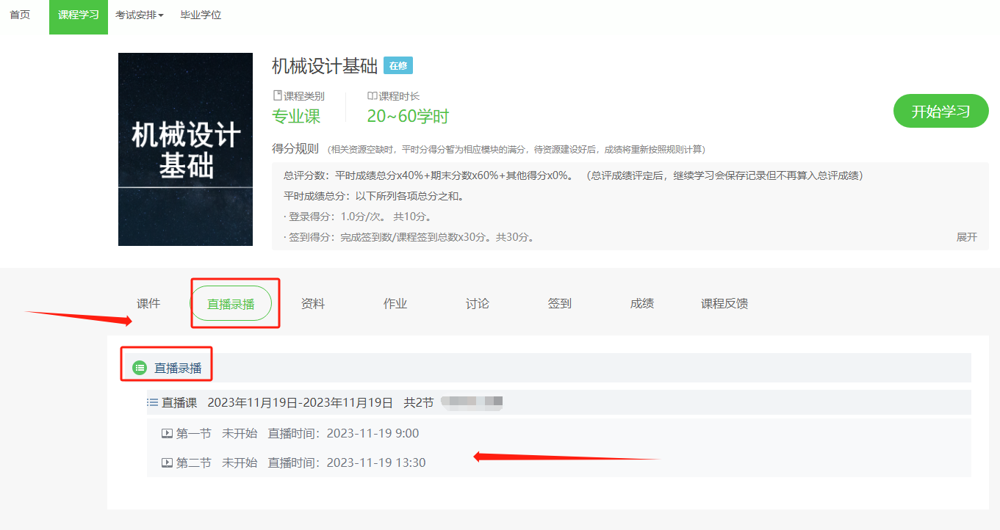 首页 课程学习 考试安排 毕业学位
机械设计
基础
机械设计基础 在修
课程类别 课程时长
专业课 20~60学时
开始学习
得分规则 (相关资源空缺时，平时分得分暂为相应模块的满分，待资源建设好后，成绩将重新按照规则计算)
总评分数：平时成绩总分x40%+期末分数x60%+其他得分x0%。 （总评成绩评定后，继续学习会保存记录但不再算入总评成绩）
平时成绩总分：以下所列各项总分之和。
· 登录得分：1.0分/次。 共10分。
· 签到得分：完成签到数/课程签到总数x30分。共30分。 展开
课件 直播录播 资料 作业 讨论 签到 成绩 课程反馈
直播录播
直播课 2023年11月19日-2023年11月19日 共2节
第一节 未开始 直播时间：2023-11-19 9:00
第二节 未开始 直播时间：2023-11-19 13:30